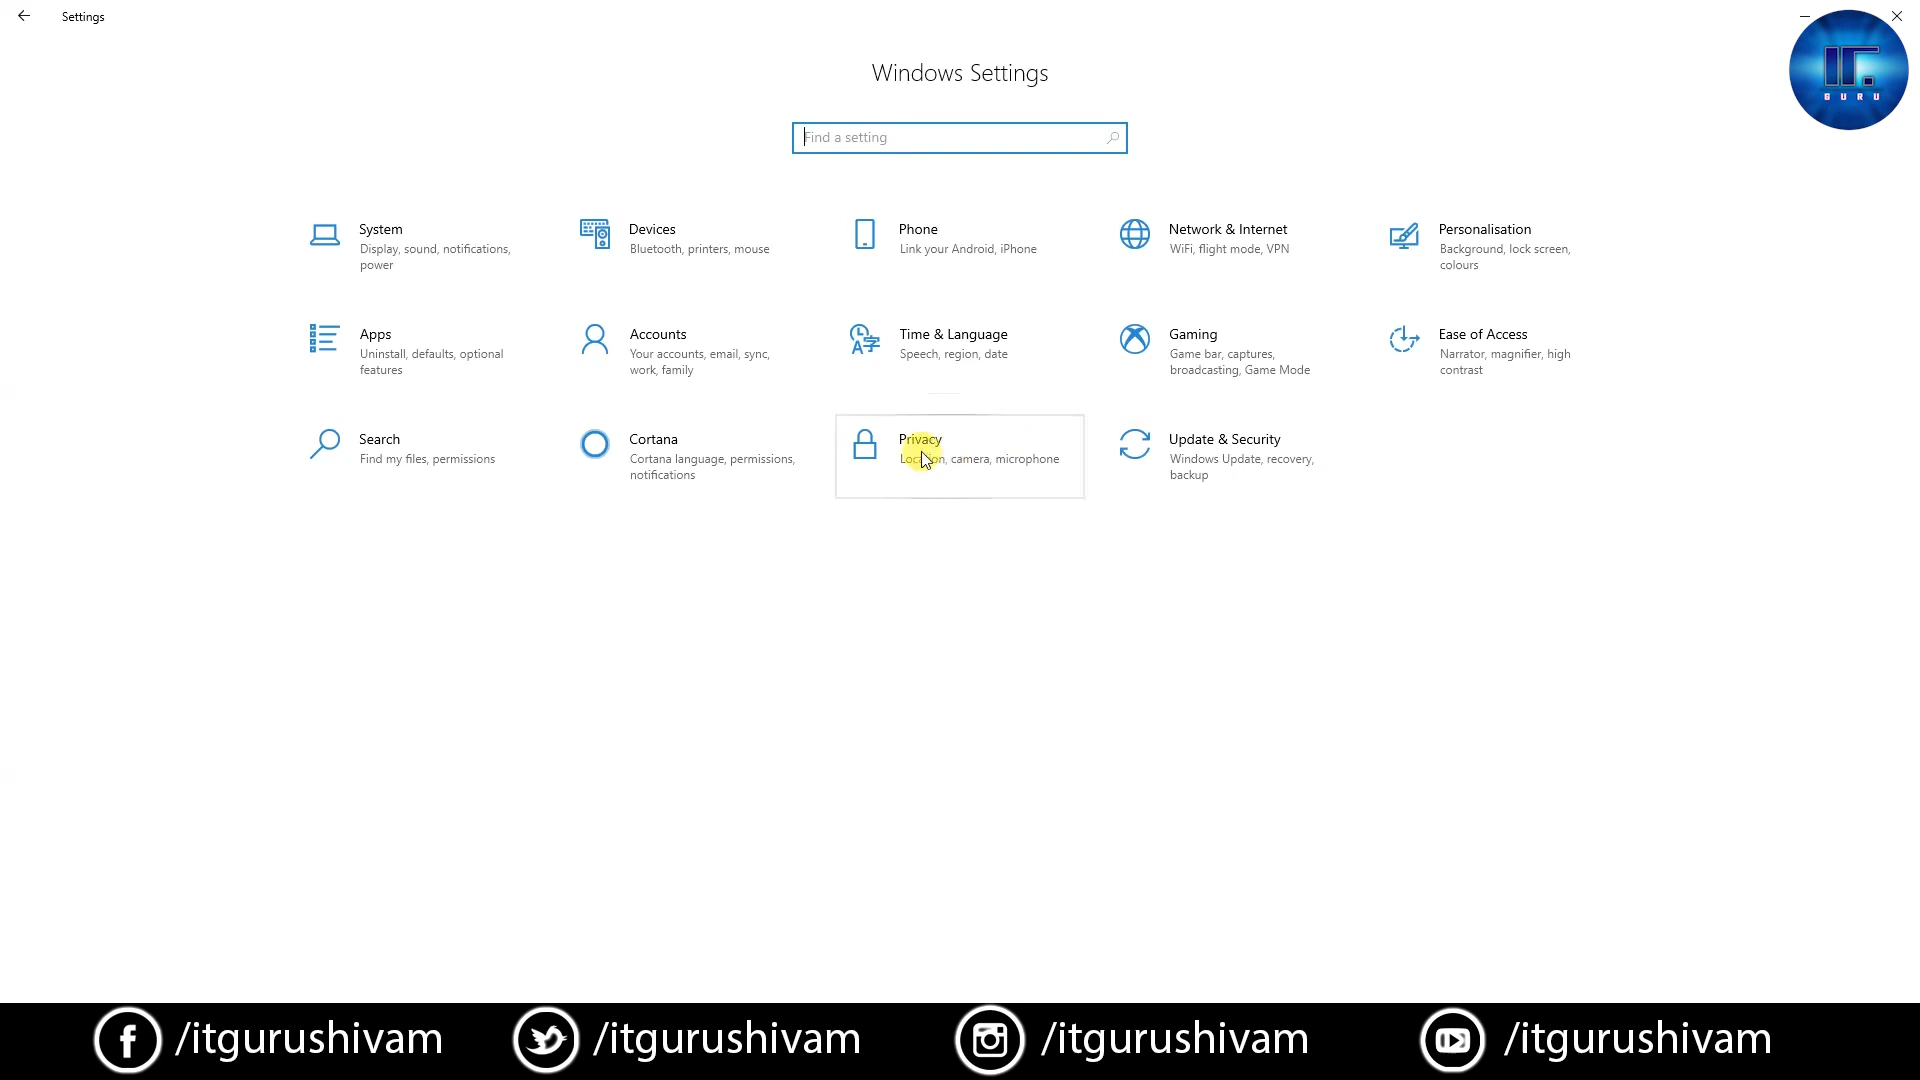 Settings
Windows Settings
Find a setting
IT.
GURU
System
Display, sound, notifications,
power
Devices
Bluetooth, printers, mouse
Phone
Link your Android, iPhone
Network & Internet
WiFi, flight mode, VPN
Personalisation
Background, lock screen,
colours
Apps
Uninstall, defaults, optional
features
Accounts
Your accounts, email, sync,
work, family
Time & Language
Speech, region, date
Gaming
Game bar, captures,
broadcasting, Game Mode
Ease of Access
Narrator, magnifier, high
contrast
Search
Find my files, permissions
Cortana
Cortana language, permissions,
notifications
Privacy
Location, camera, microphone
Update & Security
Windows Update, recovery,
backup
/itgurushivam
/itgurushivam
/itgurushivam
/itgurushivam